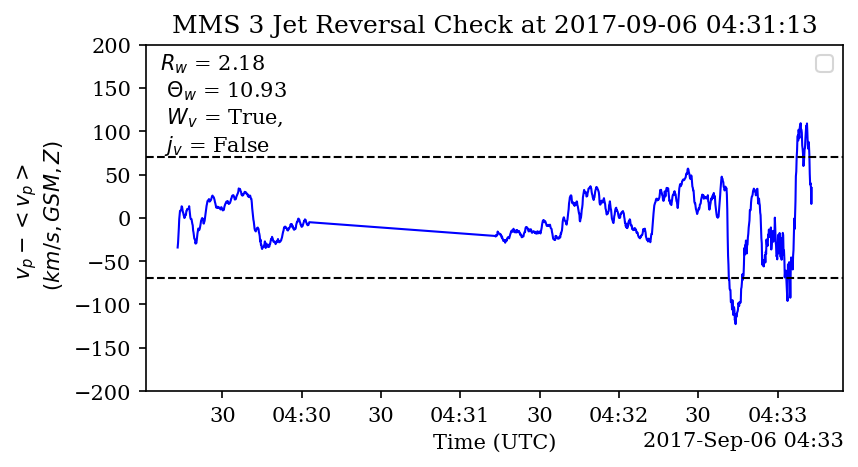 MMS 3 Jet Reversal Check at 2017-09-06 04:31:13
R_w = 2.18
Θ_w = 10.93
W_v = True,
j_v = False
200
150
100
50
0
−50
−100
−150
−200
v_p − <v_p>
(km/s, GSM, Z)
30 04:30 30 04:31 30 04:32 30 04:33
Time (UTC)
2017-Sep-06 04:33